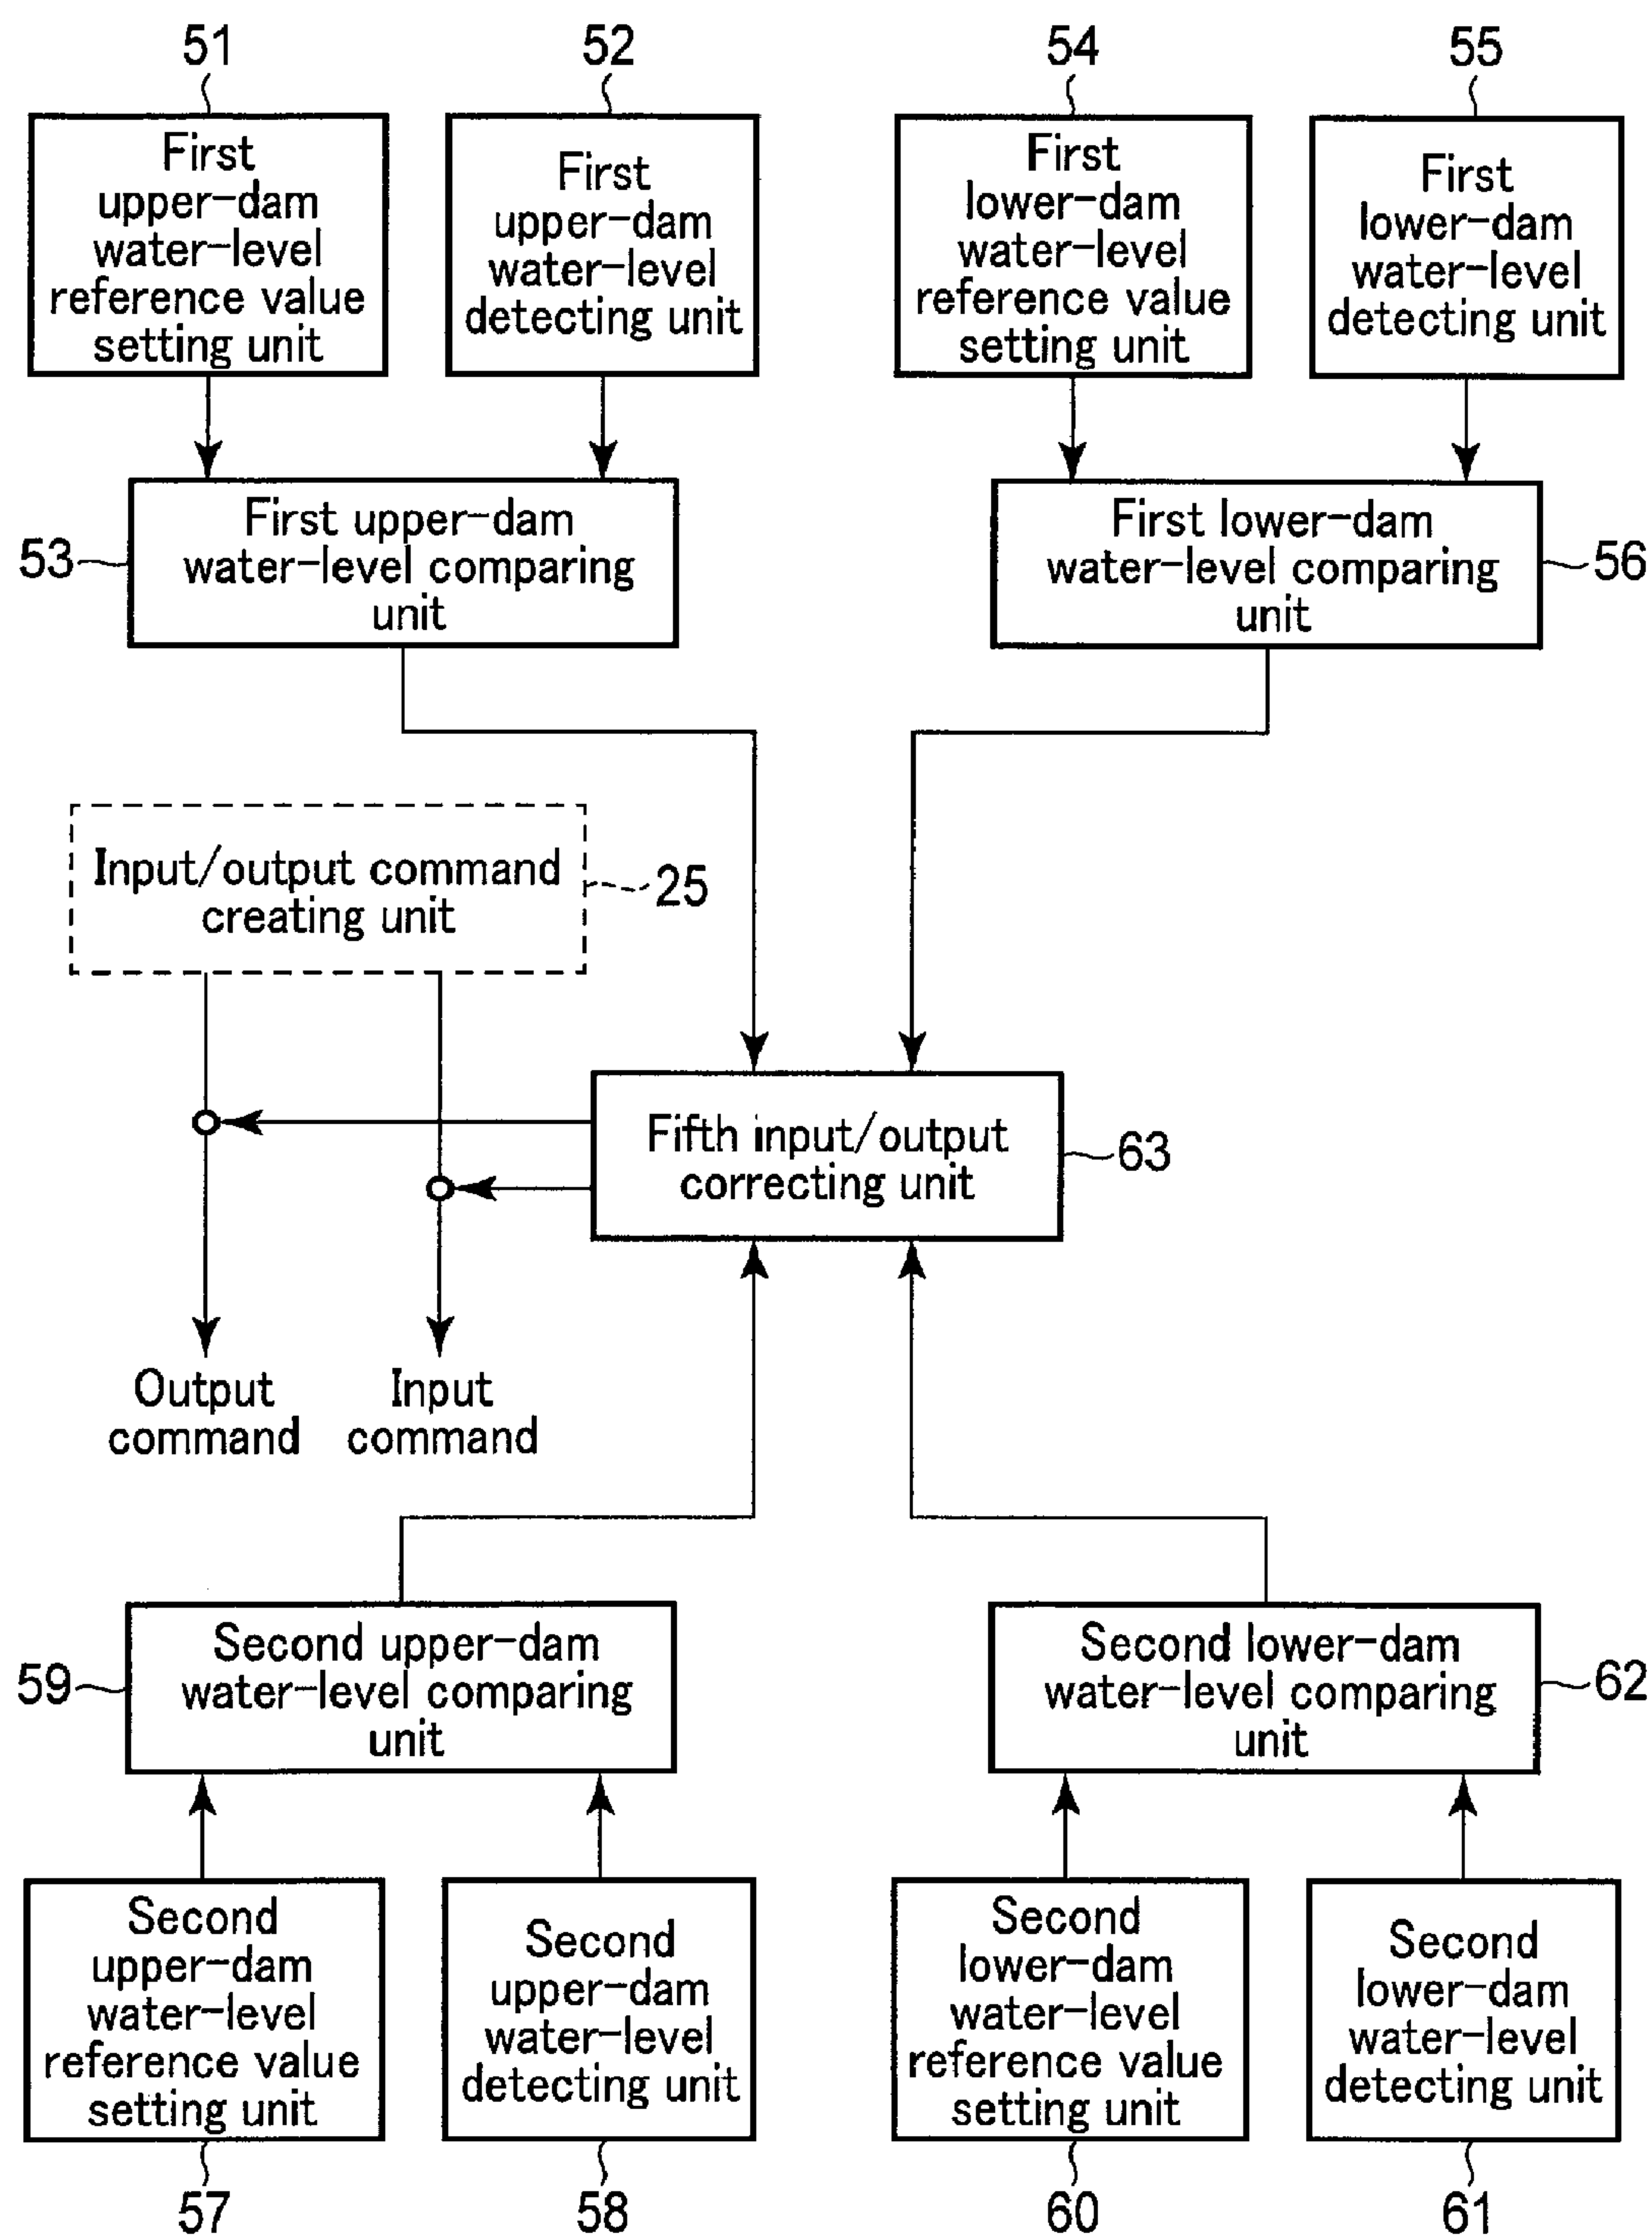 51
52
54
55
First
upper-dam
water-level
reference value
setting unit
First
upper-dam
water-level
detecting unit
First
lower-dam
water-level
reference value
setting unit
First
lower-dam
water-level
detecting unit
53
First upper-dam
water-level comparing
unit
First lower-dam
water-level comparing
unit
56
Input/output command
creating unit
25
Fifth input/output
correcting unit
63
Output
command
Input
command
59
Second upper-dam
water-level comparing
unit
Second lower-dam
water-level comparing
unit
62
Second
upper-dam
water-level
reference value
setting unit
Second
upper-dam
water-level
detecting unit
Second
lower-dam
water-level
reference value
setting unit
Second
lower-dam
water-level
detecting unit
57
58
60
61